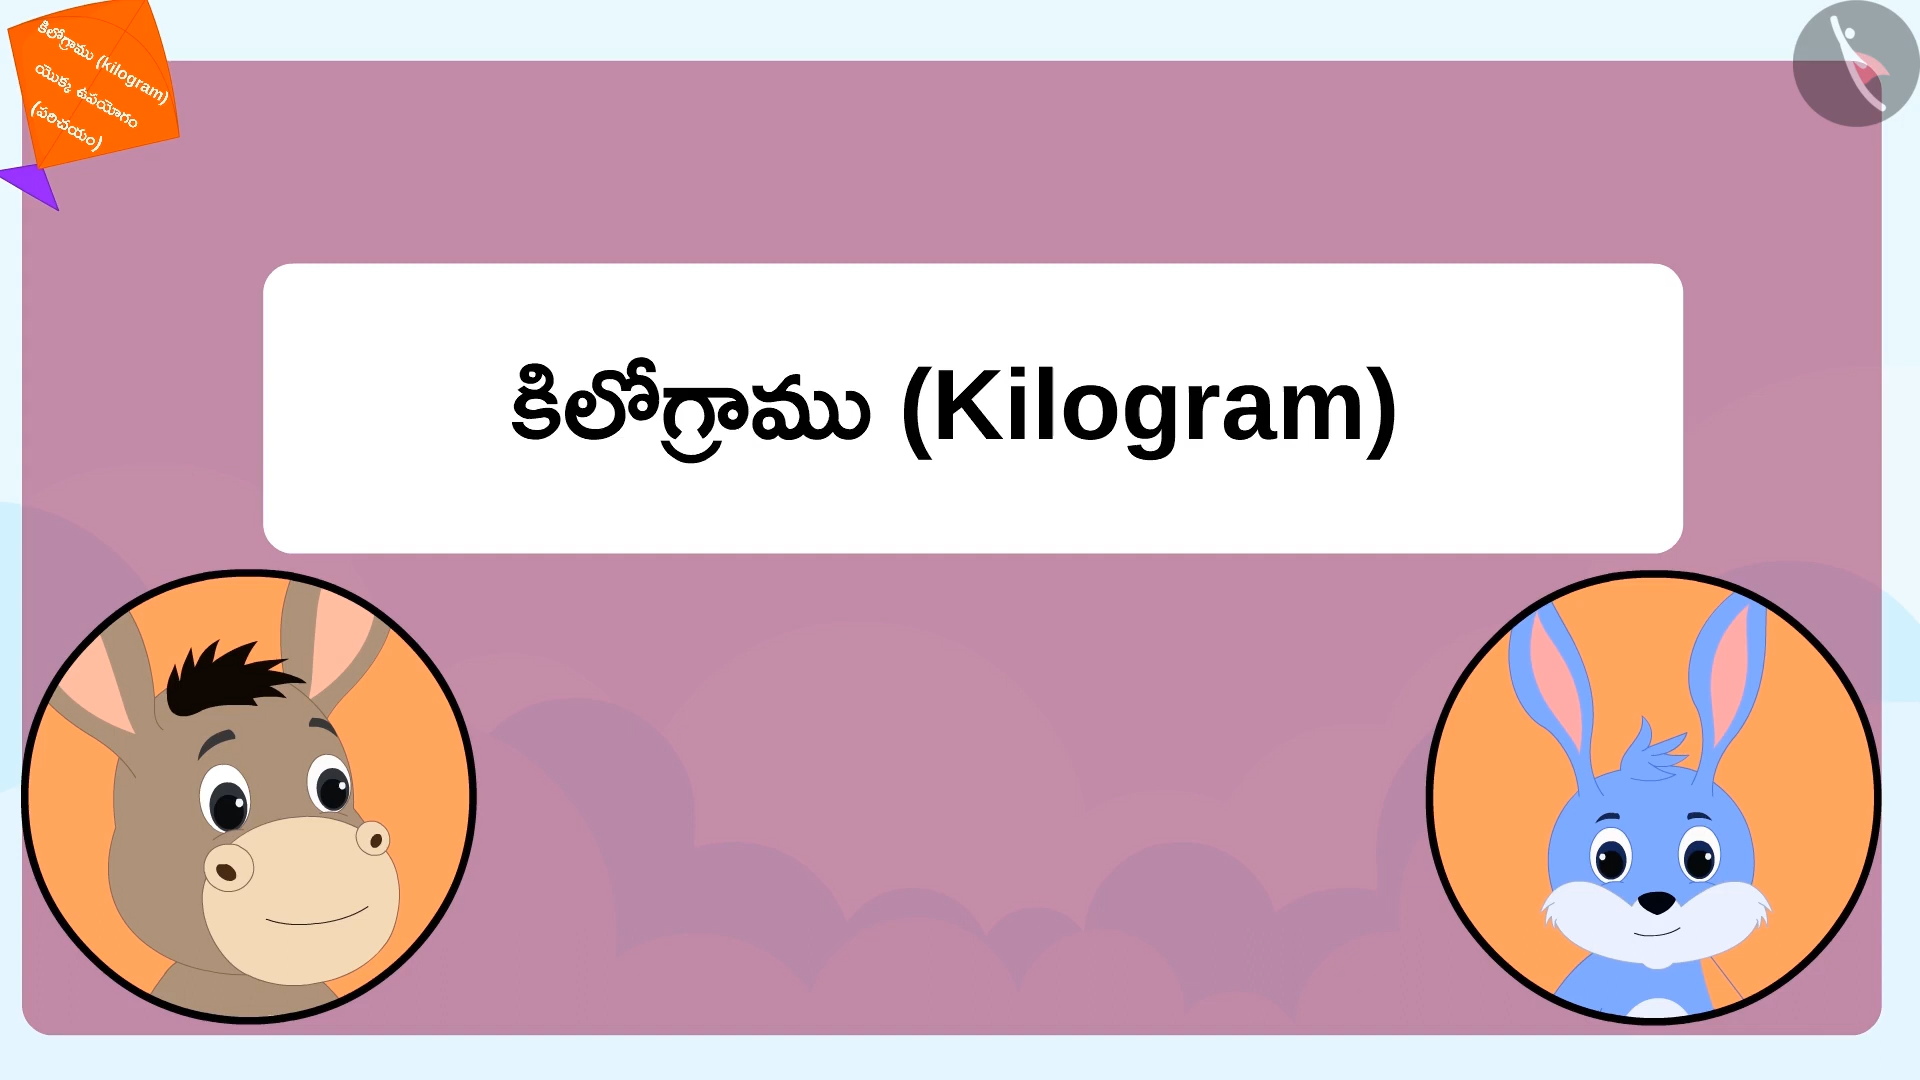 కిలోగ్రాము (kilogram)
యొక్క ఉపయోగం
(పరిచయం)
కిలోగ్రాము (Kilogram)